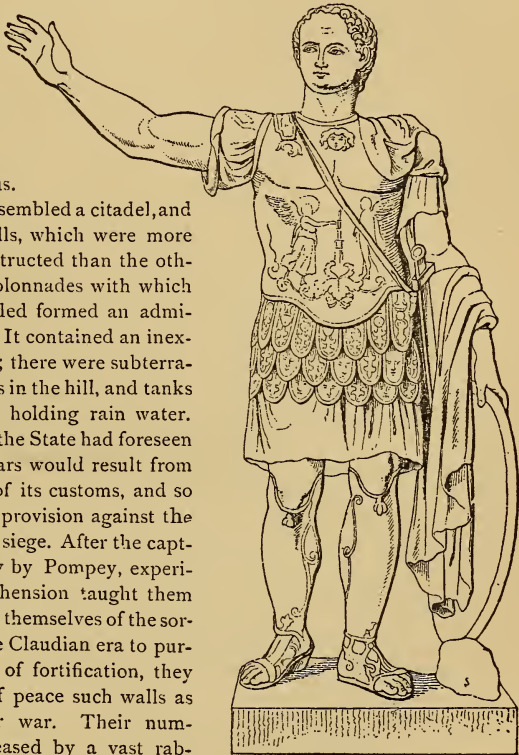 ns.
sembled a citadel, and
lls, which were more
tructed than the oth-
olonnades with which
led formed an admi-
It contained an inex-
; there were subterra-
s in the hill, and tanks
holding rain water.
the State had foreseen
ars would result from
of its customs, and so
provision against the
siege. After the capt-
y by Pompey, experi-
hension taught them
themselves of the sor-
e Claudian era to pur-
of fortification, they
f peace such walls as
r war. Their num-
eased by a vast rab-